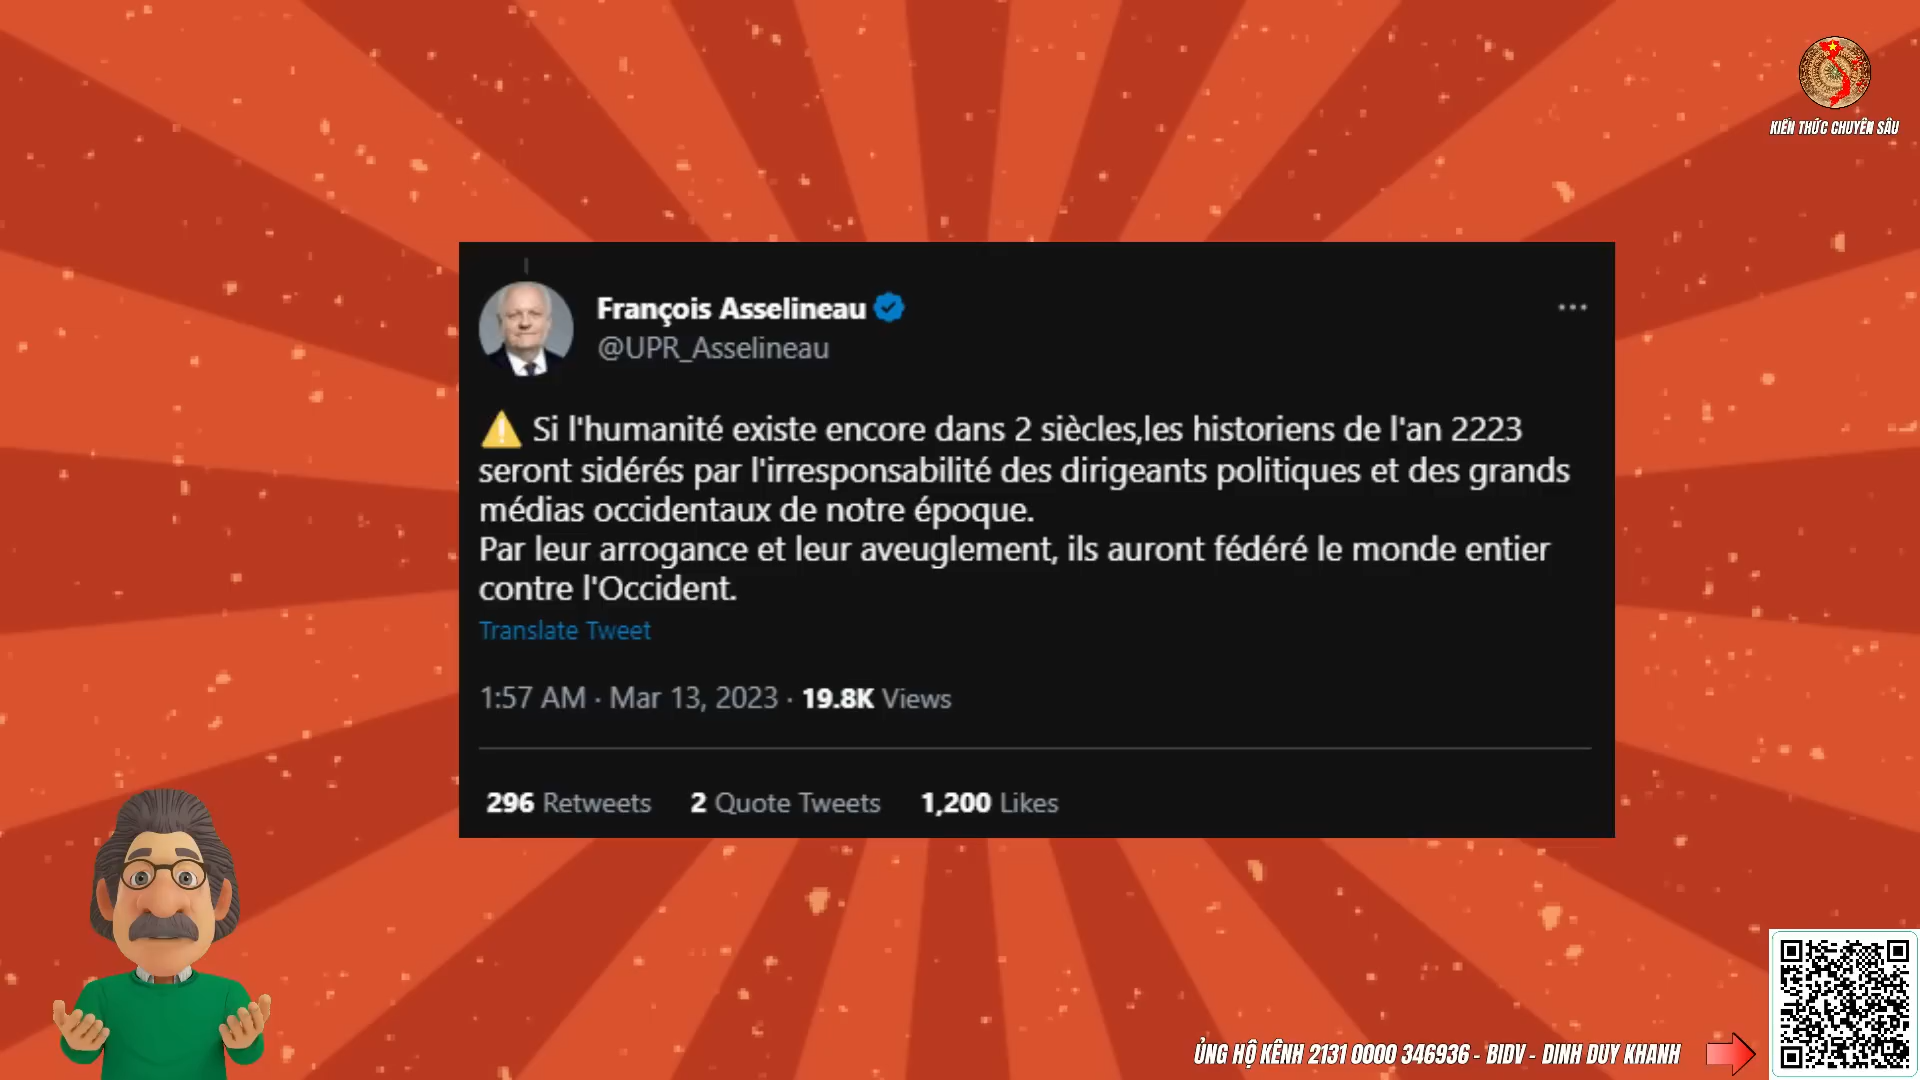 KIẾN THỨC CHUYÊN SÂU
François Asselineau
@UPR_Asselineau
Si l'humanité existe encore dans 2 siècles,les historiens de l'an 2223
seront sidérés par l'irresponsabilité des dirigeants politiques et des grands
médias occidentaux de notre époque.
Par leur arrogance et leur aveuglement, ils auront fédéré le monde entier
contre l'Occident.
Translate Tweet
1:57 AM · Mar 13, 2023 · 19.8K Views
296 Retweets 2 Quote Tweets 1,200 Likes
ỦNG HỘ KÊNH 2131 0000 346936 - BIDV - DINH DUY KHANH